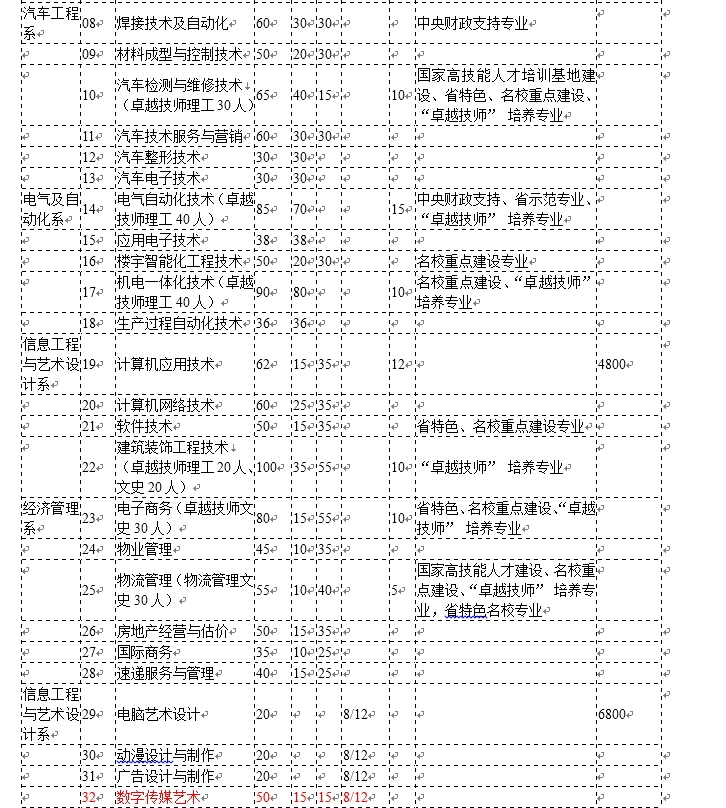 汽车工程系 08 焊接技术及自动化 60 30 30 中央财政支持专业
09 材料成型与控制技术 50 20 30
10 汽车检测与维修技术（卓越技师理工30人） 65 40 15 10 国家高技能人才培训基地建设、省特色、名校重点建设、“卓越技师” 培养专业
11 汽车技术服务与营销 60 30 30
12 汽车整形技术 30 30
13 汽车电子技术 30 30
电气及自动化系 14 电气自动化技术（卓越技师理工40人） 85 70 15 中央财政支持、省示范专业、“卓越技师” 培养专业
15 应用电子技术 38 38
16 楼宇智能化工程技术 50 20 30 名校重点建设专业
17 机电一体化技术（卓越技师理工40人） 90 80 10 名校重点建设、“卓越技师” 培养专业
18 生产过程自动化技术 36 36
信息工程与艺术设计系 19 计算机应用技术 62 15 35 12 4800
20 计算机网络技术 60 25 35
21 软件技术 50 15 35 省特色、名校重点建设专业
22 建筑装饰工程技术（卓越技师理工20人、文史20人） 100 35 55 10 “卓越技师” 培养专业
经济管理系 23 电子商务（卓越技师文史30人） 80 15 55 10 省特色、名校重点建设、“卓越技师” 培养专业
24 物业管理 45 10 35
25 物流管理（物流管理文史30人） 55 10 40 5 国家高技能人才建设、名校重点建设、“卓越技师” 培养专业，省特色名校专业
26 房地产经营与估价 50 15 35
27 国际商务 35 10 25
28 速递服务与管理 40 15 25
信息工程与艺术设计系 29 电脑艺术设计 20 8/12 6800
30 动漫设计与制作 20 8/12
31 广告设计与制作 20 8/12
32 数字传媒艺术 50 15 15 8/12